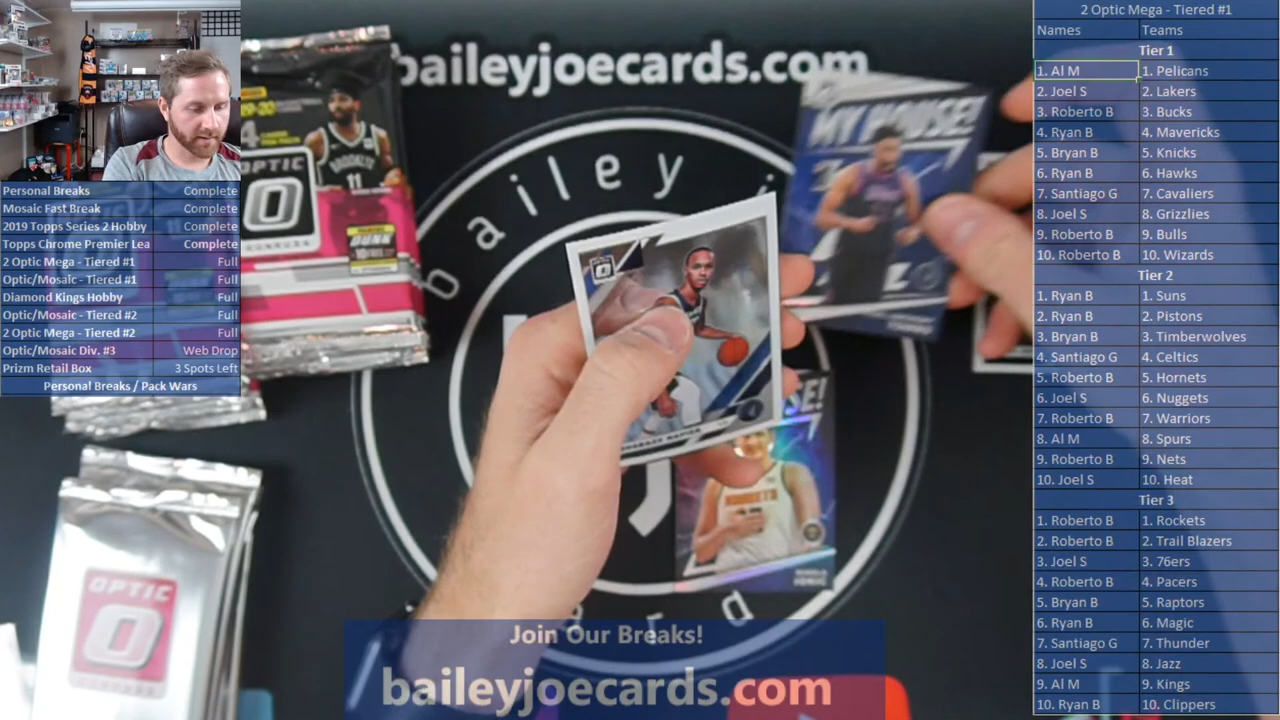 Personal Breaks Complete
Mosaic Fast Break Complete
2019 Topps Series 2 Hobby Complete
Topps Chrome Premier Lea Complete
2 Optic Mega - Tiered #1 Full
Optic/Mosaic - Tiered #1 Full
Diamond Kings Hobby Full
Optic/Mosaic - Tiered #2 Full
2 Optic Mega - Tiered #2 Full
Optic/Mosaic Div. #3 Web Drop
Prizm Retail Box 3 Spots Left
Personal Breaks / Pack Wars
baileyjoecards.com
bailey j
OPTIC
BROOKLYN
11
MY HOUSE!
SE!
NUGGETS
JOKIC
OPTIC
Join Our Breaks!
baileyjoecards.com
2 Optic Mega - Tiered #1
Names Teams
Tier 1
1. Al M 1. Pelicans
2. Joel S 2. Lakers
3. Roberto B 3. Bucks
4. Ryan B 4. Mavericks
5. Bryan B 5. Knicks
6. Ryan B 6. Hawks
7. Santiago G 7. Cavaliers
8. Joel S 8. Grizzlies
9. Roberto B 9. Bulls
10. Roberto B 10. Wizards
Tier 2
1. Ryan B 1. Suns
2. Ryan B 2. Pistons
3. Bryan B 3. Timberwolves
4. Santiago G 4. Celtics
5. Roberto B 5. Hornets
6. Joel S 6. Nuggets
7. Roberto B 7. Warriors
8. Al M 8. Spurs
9. Roberto B 9. Nets
10. Joel S 10. Heat
Tier 3
1. Roberto B 1. Rockets
2. Roberto B 2. Trail Blazers
3. Joel S 3. 76ers
4. Roberto B 4. Pacers
5. Bryan B 5. Raptors
6. Ryan B 6. Magic
7. Santiago G 7. Thunder
8. Joel S 8. Jazz
9. Al M 9. Kings
10. Ryan B 10. Clippers